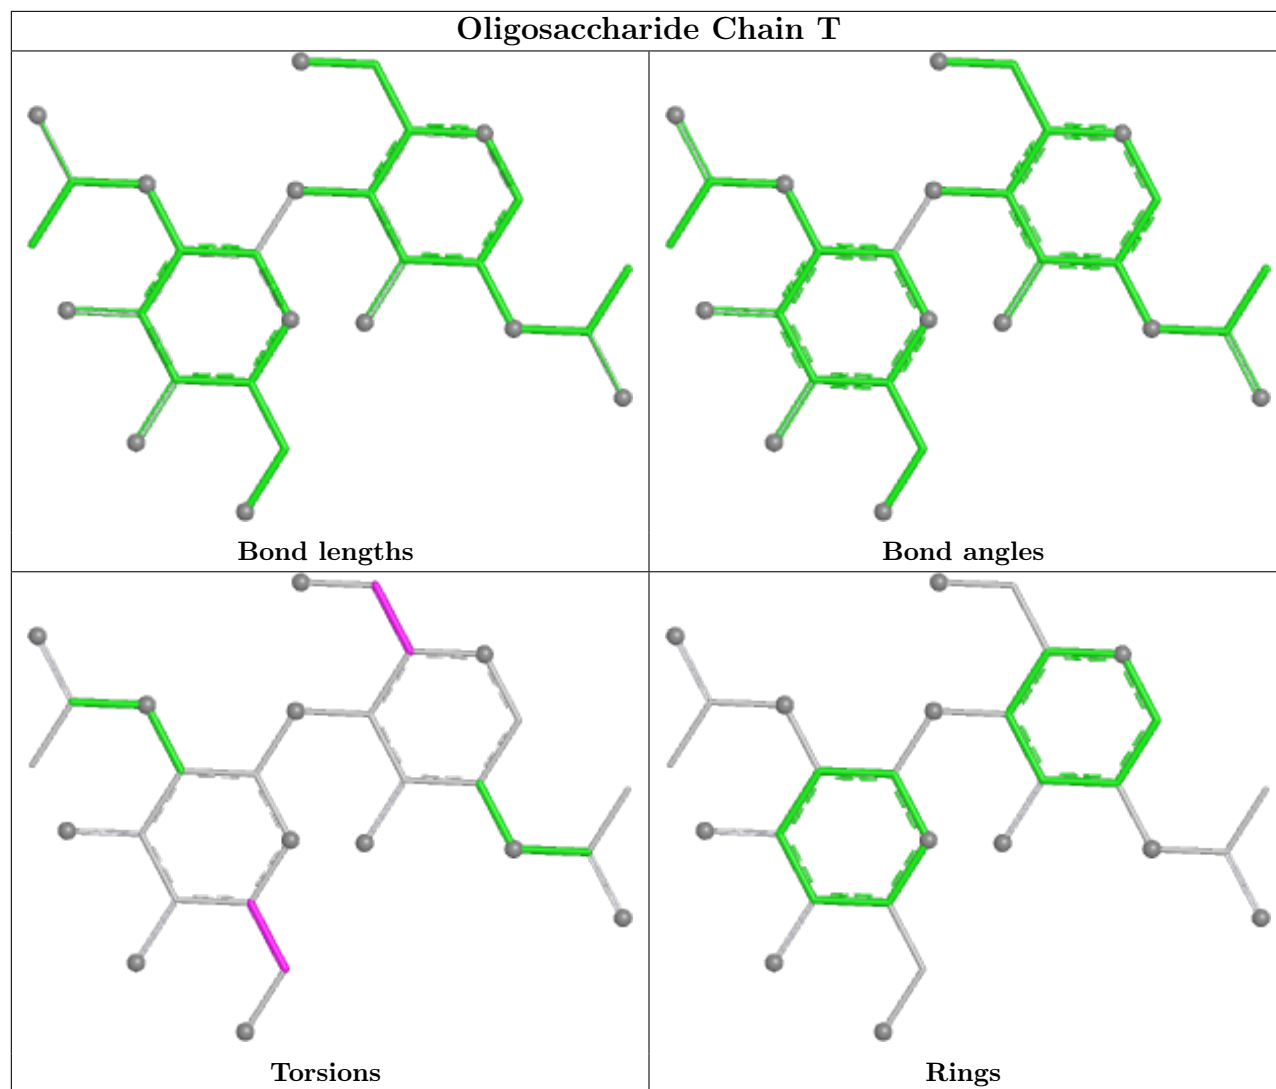 Oligosaccharide Chain T
Bond lengths
Bond angles
Torsions
Rings